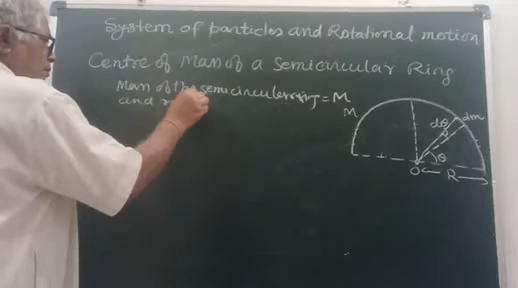 System of particles and Rotational motion
Centre of Mass of a Semicircular Ring
Mass of the semicircular ring = M
and r
M
dθ
dm
θ
O
R